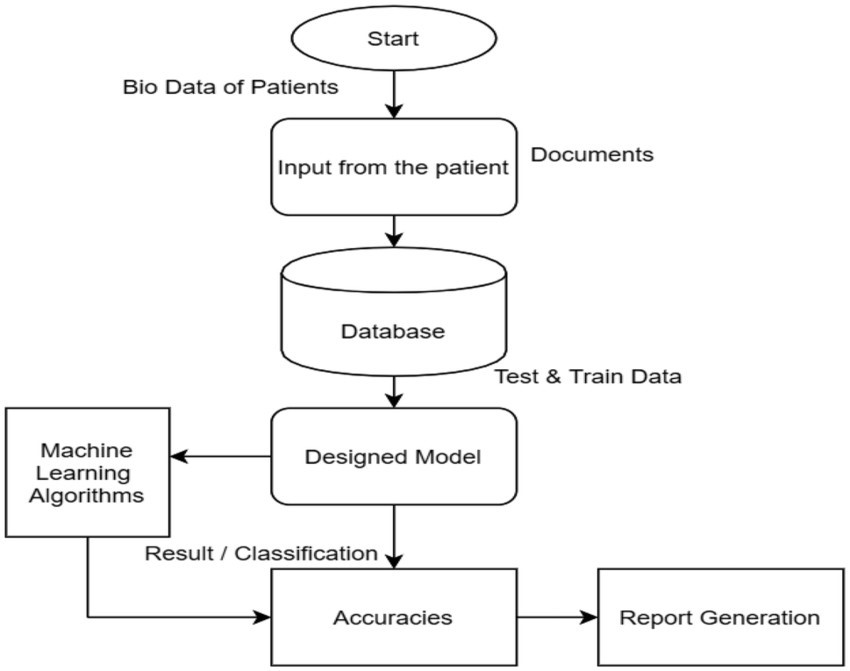 Start
Bio Data of Patients
Input from the patient
Documents
Database
Test & Train Data
Machine
Learning
Algorithms
Designed Model
Result / Classification
Accuracies
Report Generation